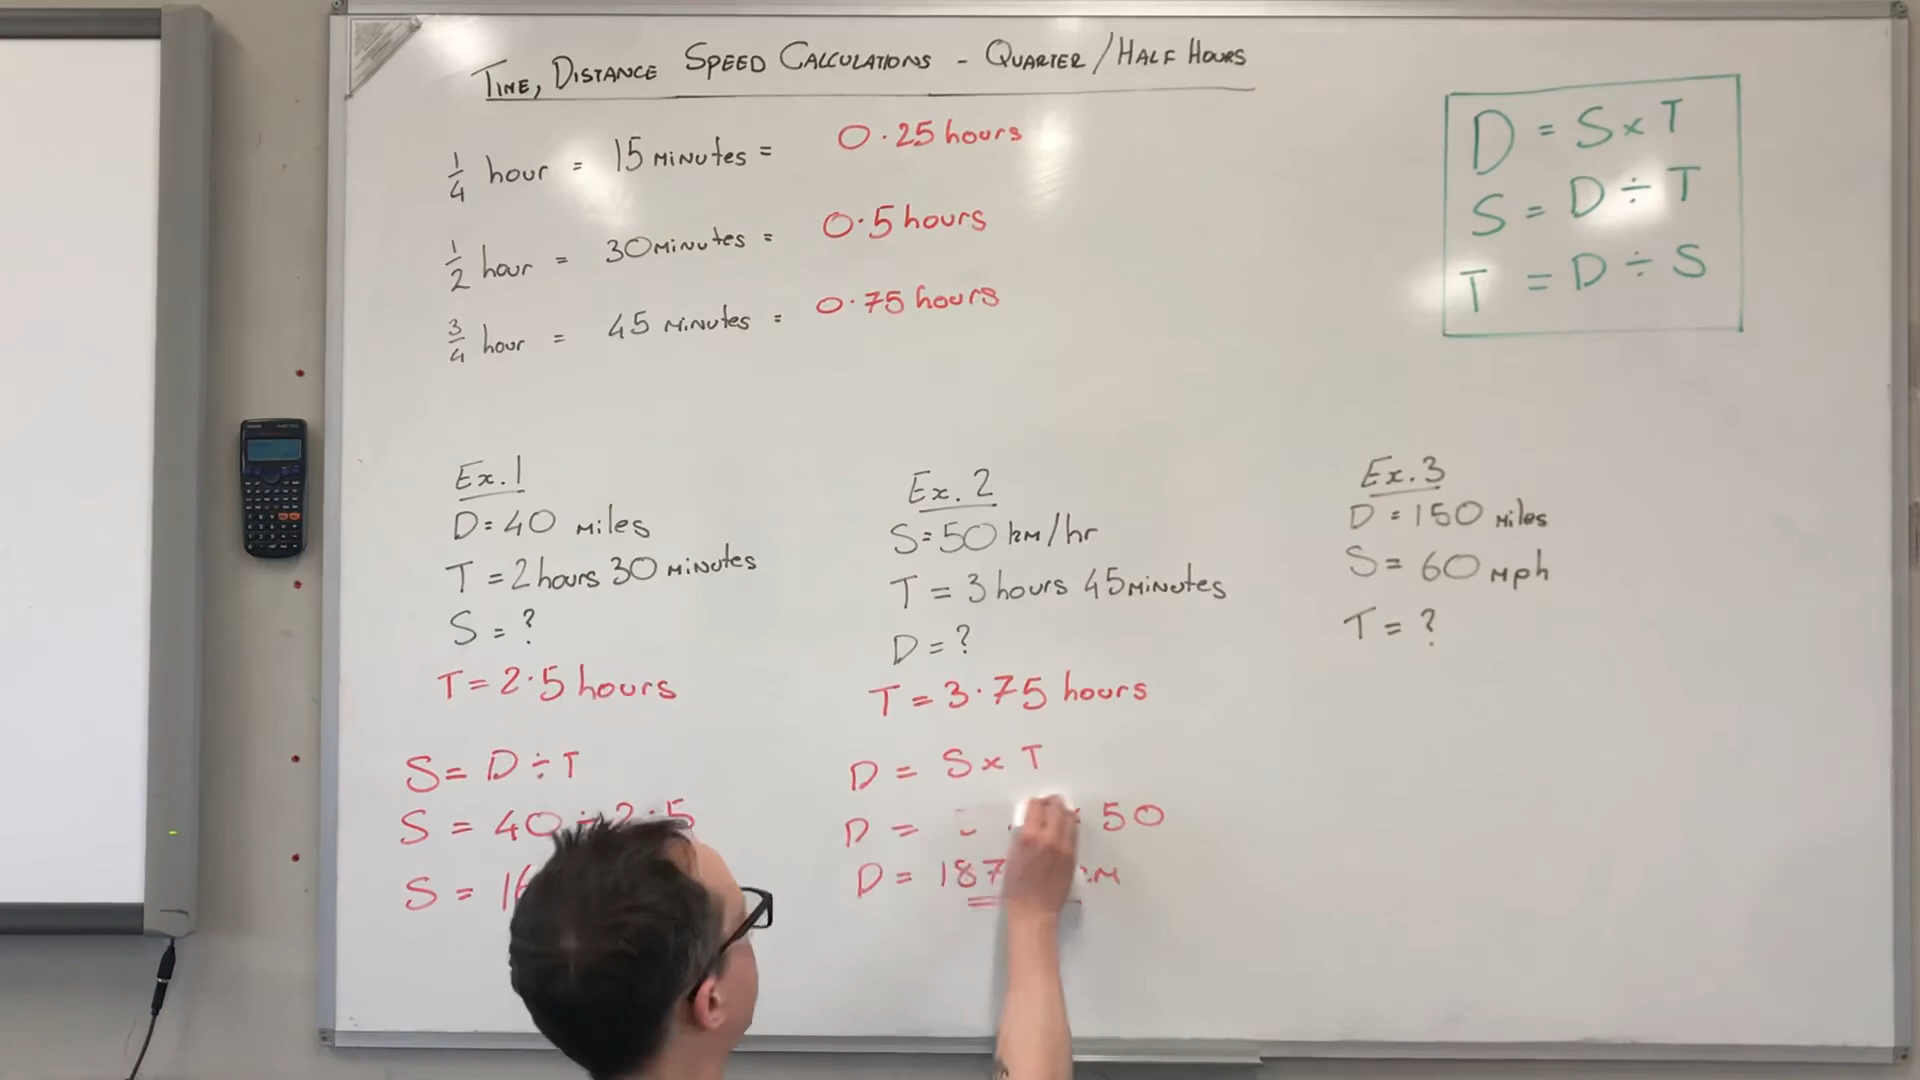 TIME, DISTANCE SPEED CALCULATIONS - QUARTER/HALF HOURS
1/4 hour = 15 MINUTES = 0.25 hours
1/2 hour = 30 MINUTES = 0.5 hours
3/4 hour = 45 MINUTES = 0.75 hours
D = S × T
S = D ÷ T
T = D ÷ S
Ex. 1
D = 40 miles
T = 2 hours 30 minutes
S = ?
T = 2.5 hours
S = D ÷ T
S = 40 ÷ 2.5
S =
Ex. 2
S = 50 km/hr
T = 3 hours 45 minutes
D = ?
T = 3.75 hours
D = S × T
D = 50
D = 187
Ex. 3
D = 150 miles
S = 60 mph
T = ?